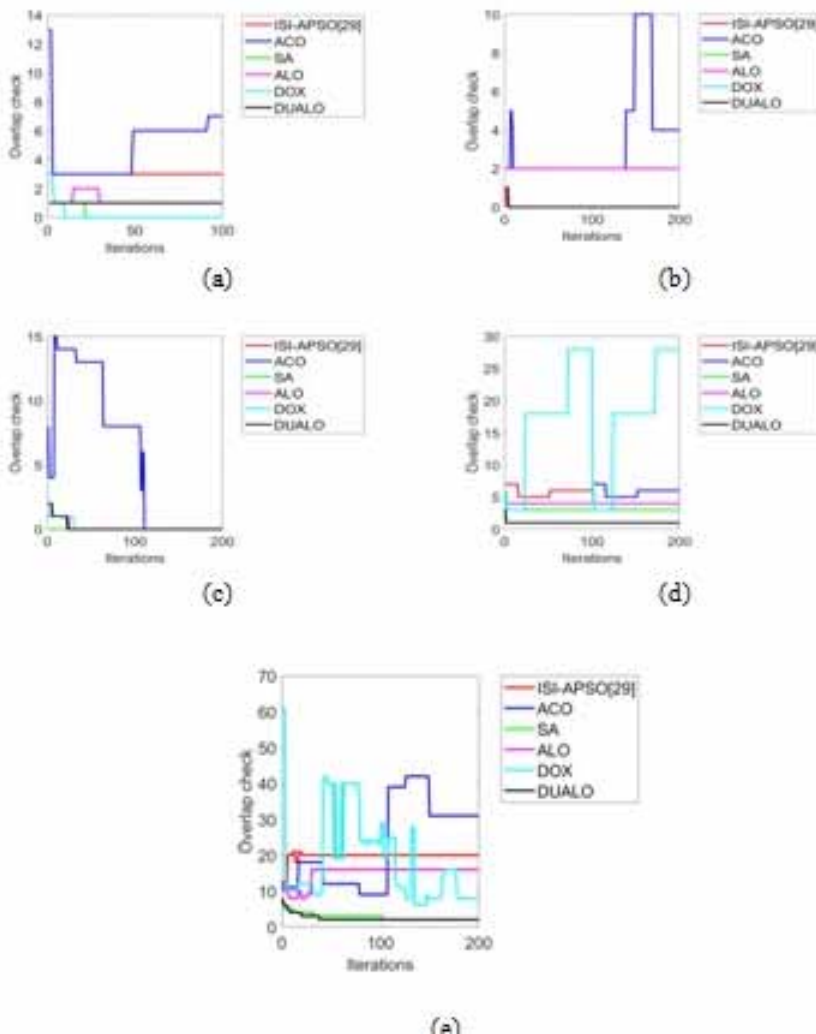 14
12
10
8
6
4
2
0
Overlap check
0
50
100
Iterations
ISI-APSO[29]
ACO
SA
ALO
DOX
DUALO
(a)
10
8
6
4
2
0
Overlap check
0
100
200
Iterations
ISI-APSO[29]
ACO
SA
ALO
DOX
DUALO
(b)
15
10
5
0
Overlap check
0
100
200
Iterations
ISI-APSO[29]
ACO
SA
ALO
DOX
DUALO
(c)
30
25
20
15
10
5
0
Overlap check
0
100
200
Iterations
ISI-APSO[29]
ACO
SA
ALO
DOX
DUALO
(d)
70
60
50
40
30
20
10
0
Overlap check
0
100
200
Iterations
ISI-APSO[29]
ACO
SA
ALO
DOX
DUALO
(e)